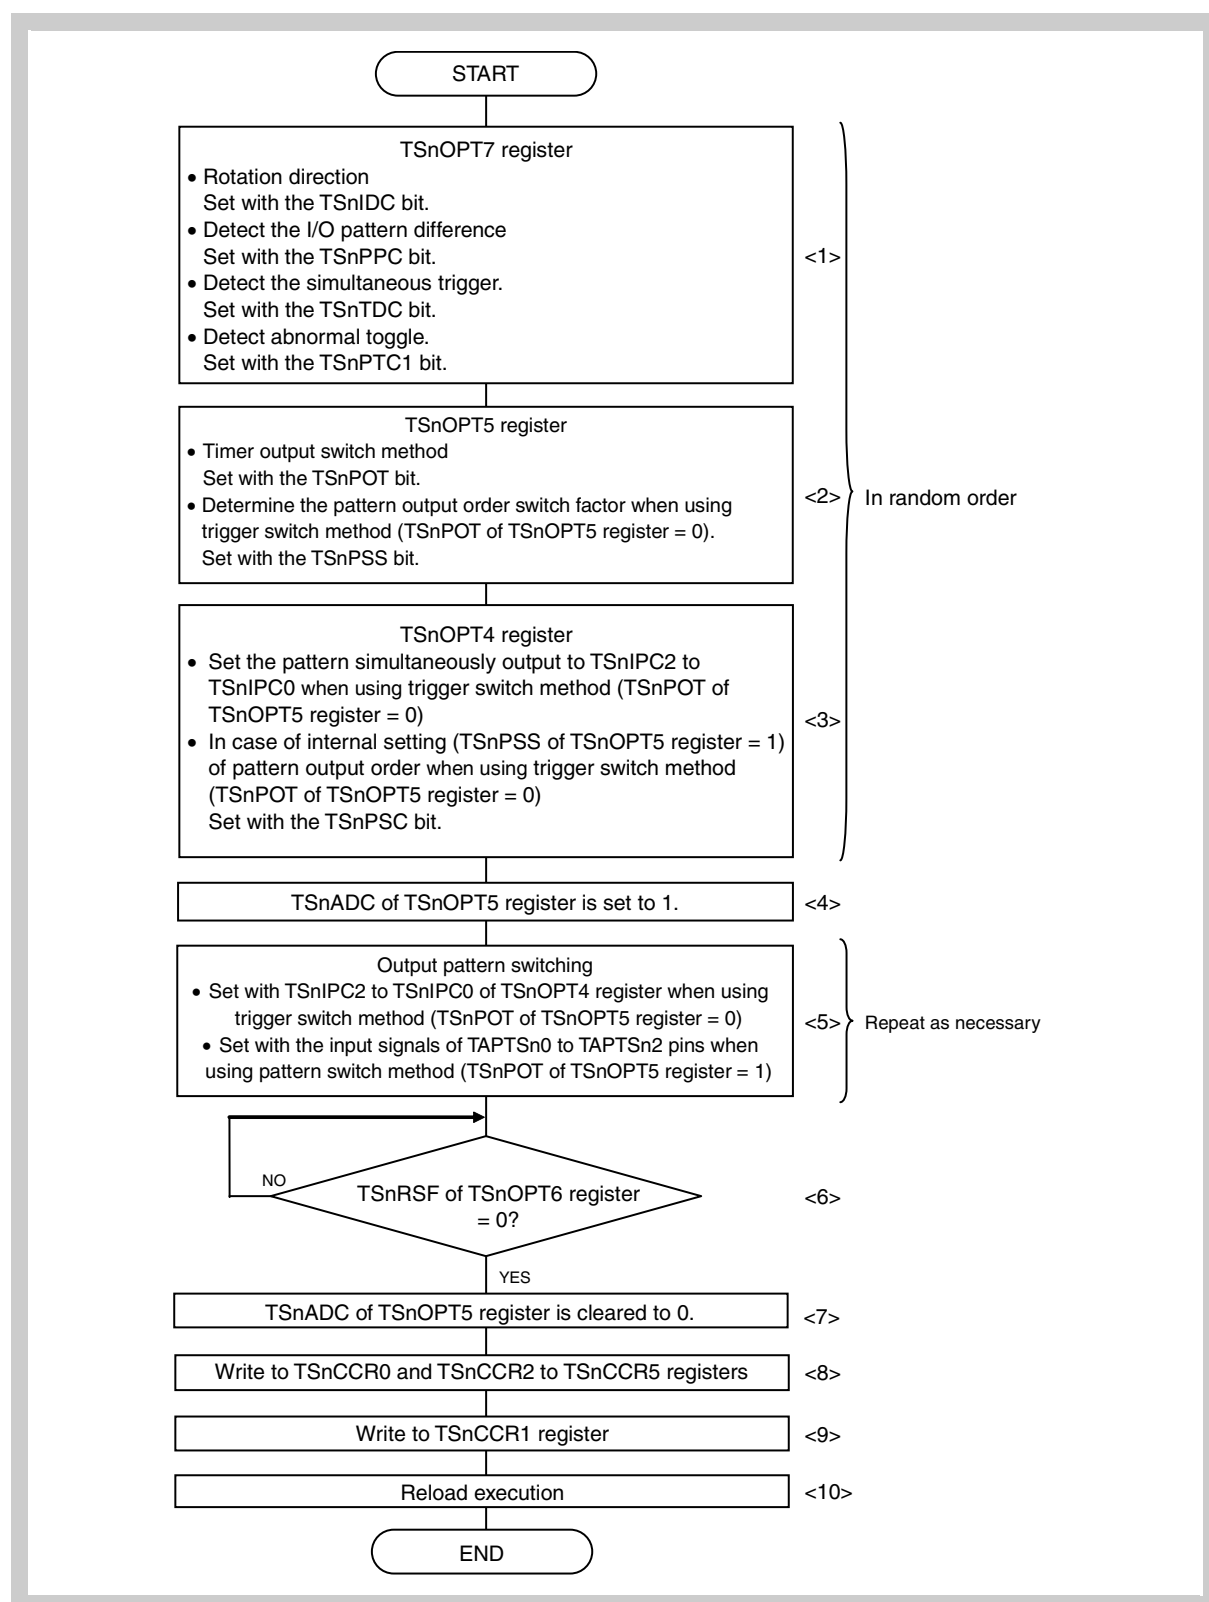 START
TSnOPT7 register
• Rotation direction
Set with the TSnIDC bit.
• Detect the I/O pattern difference
Set with the TSnPPC bit.
<1>
• Detect the simultaneous trigger.
Set with the TSnTDC bit.
• Detect abnormal toggle.
Set with the TSnPTC1 bit.
TSnOPT5 register
• Timer output switch method
Set with the TSnPOT bit.
• Determine the pattern output order switch factor when using
trigger switch method (TSnPOT of TSnOPT5 register = 0).
Set with the TSnPSS bit.
<2>
In random order
TSnOPT4 register
• Set the pattern simultaneously output to TSnIPC2 to
TSnIPC0 when using trigger switch method (TSnPOT of
TSnOPT5 register = 0)
<3>
• In case of internal setting (TSnPSS of TSnOPT5 register = 1)
of pattern output order when using trigger switch method
(TSnPOT of TSnOPT5 register = 0)
Set with the TSnPSC bit.
TSnADC of TSnOPT5 register is set to 1.
<4>
Output pattern switching
• Set with TSnIPC2 to TSnIPC0 of TSnOPT4 register when using
trigger switch method (TSnPOT of TSnOPT5 register = 0)
<5>
Repeat as necessary
• Set with the input signals of TAPTSn0 to TAPTSn2 pins when
using pattern switch method (TSnPOT of TSnOPT5 register = 1)
NO
TSnRSF of TSnOPT6 register
= 0?
<6>
YES
TSnADC of TSnOPT5 register is cleared to 0.
<7>
Write to TSnCCR0 and TSnCCR2 to TSnCCR5 registers
<8>
Write to TSnCCR1 register
<9>
Reload execution
<10>
END